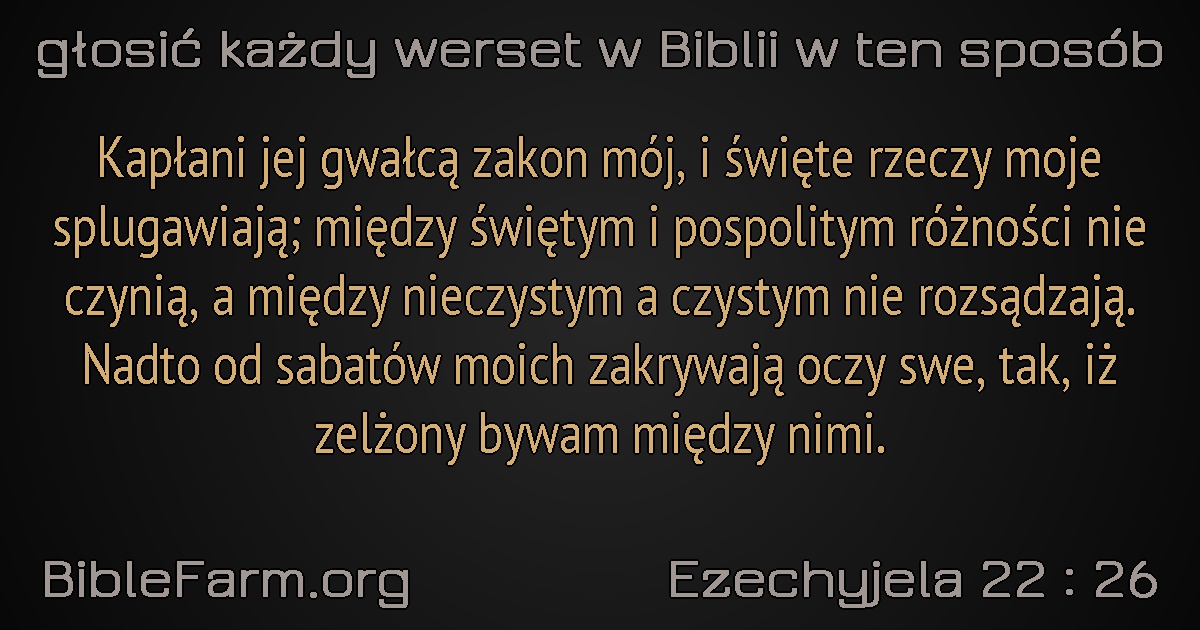 głosić każdy werset w Biblii w ten sposób
Kapłani jej gwałcą zakon mój, i święte rzeczy moje
splugawiają; między świętym i pospolitym różności nie
czynią, a między nieczystym a czystym nie rozsądzają.
Nadto od sabatów moich zakrywają oczy swe, tak, iż
zelżony bywam między nimi.
BibleFarm.org
Ezechyjela 22 : 26